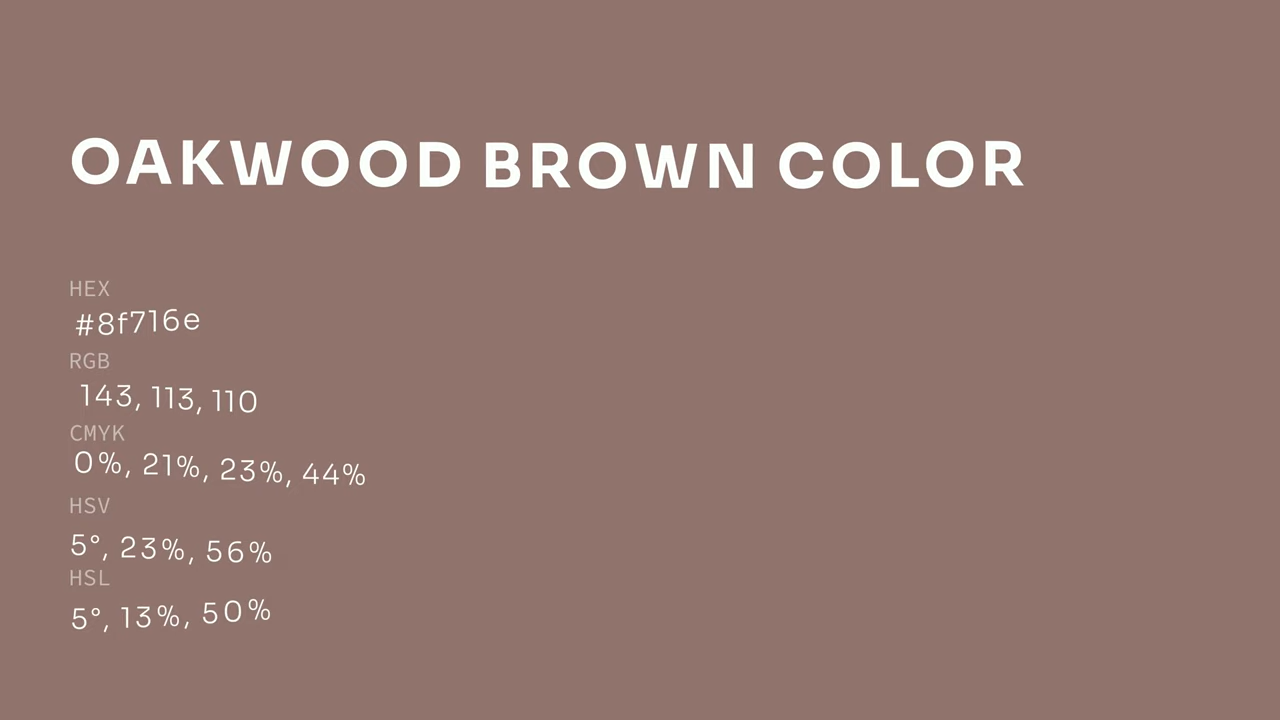 OAKWOOD BROWN COLOR
HEX
#8f716e
RGB
143, 113, 110
CMYK
0%, 21%, 23%, 44%
HSV
5°, 23%, 56%
HSL
5°, 13%, 50%